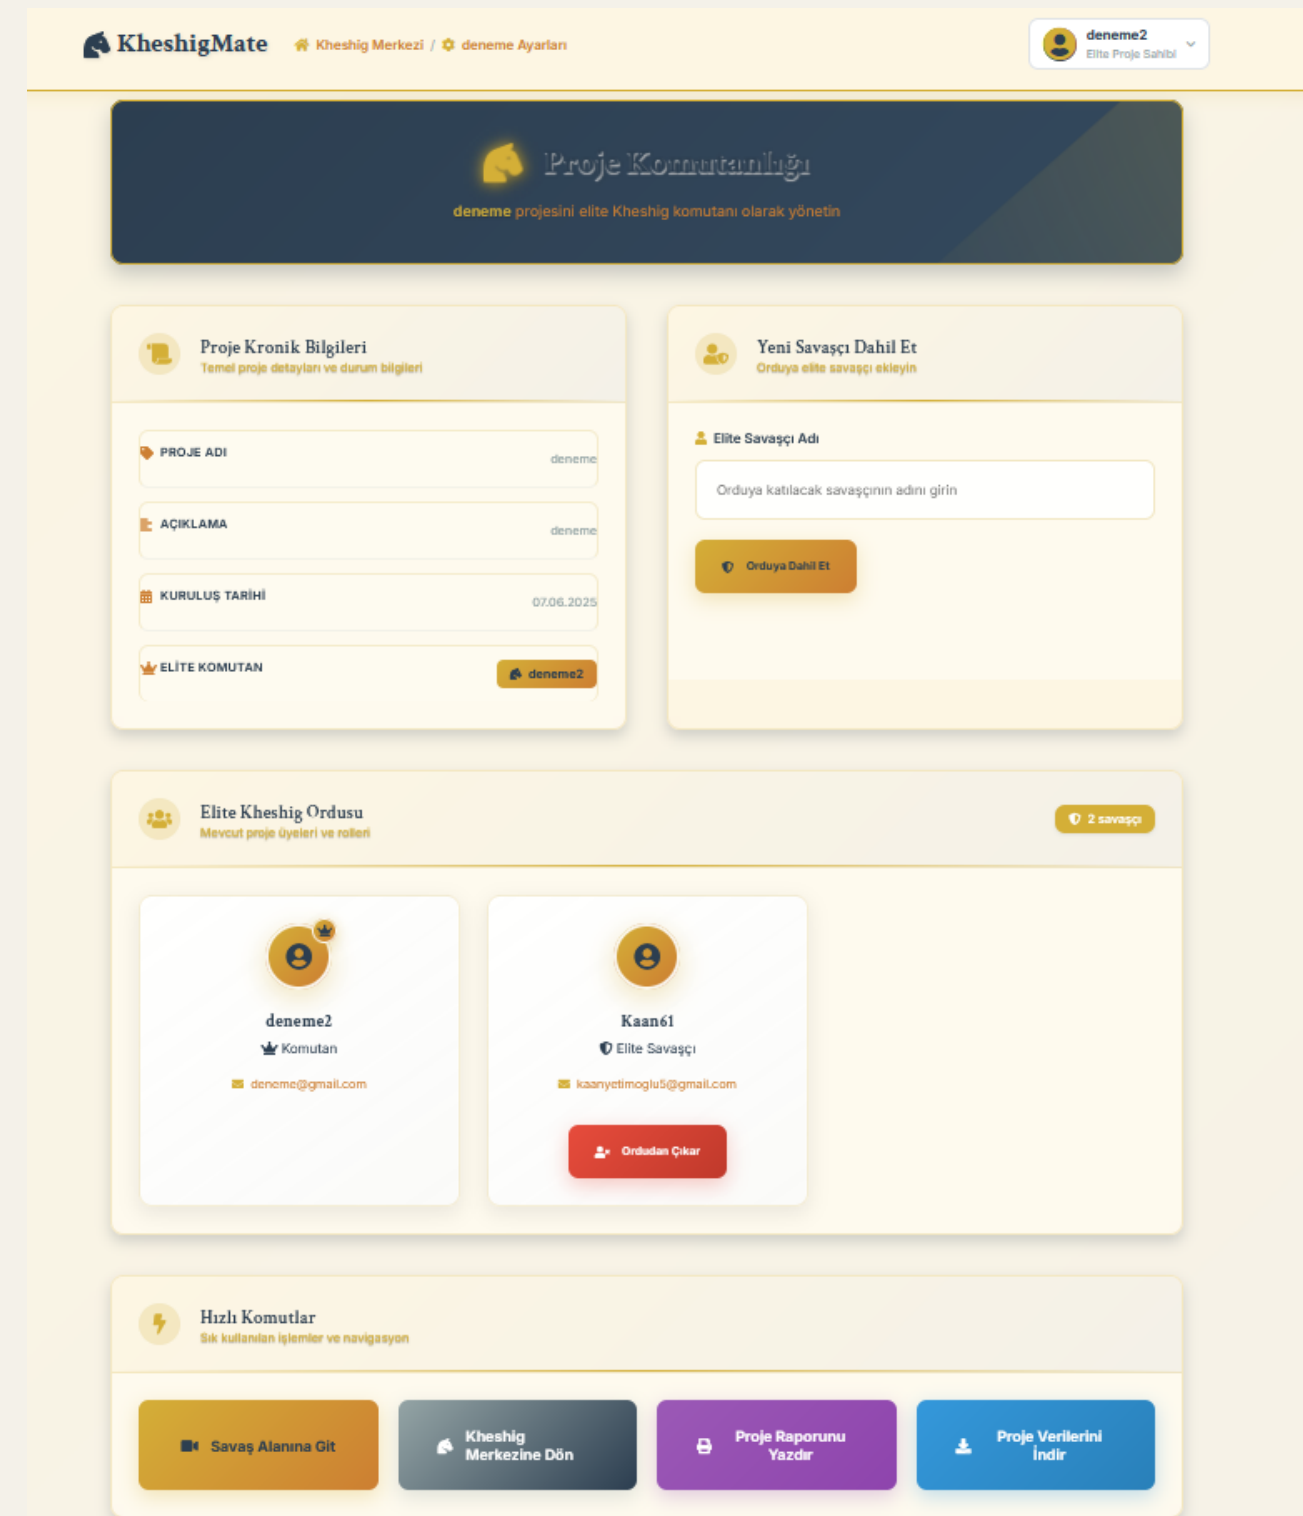 KheshigMate
Kheshig Merkezi / deneme Ayarları
deneme2
Elite Proje Sahibi
Proje Komutanlığı
deneme projesini elite Kheshig komutanı olarak yönetin
Proje Kronik Bilgileri
Temel proje detayları ve durum bilgileri
PROJE ADI
deneme
AÇIKLAMA
deneme
KURULUŞ TARİHİ
07.06.2025
ELİTE KOMUTAN
deneme2
Yeni Savaşçı Dahil Et
Orduya elite savaşçı ekleyin
Elite Savaşçı Adı
Orduya katılacak savaşçının adını girin
Orduya Dahil Et
Elite Kheshig Ordusu
Mevcut proje üyeleri ve rolleri
2 savaşçı
deneme2
Komutan
deneme@gmail.com
Kaan61
Elite Savaşçı
kaanyetimoglu5@gmail.com
Ordudan Çıkar
Hızlı Komutlar
Sık kullanılan işlemler ve navigasyon
Savaş Alanına Git
Kheshig
Merkezine Dön
Proje Raporunu
Yazdır
Proje Verilerini
İndir